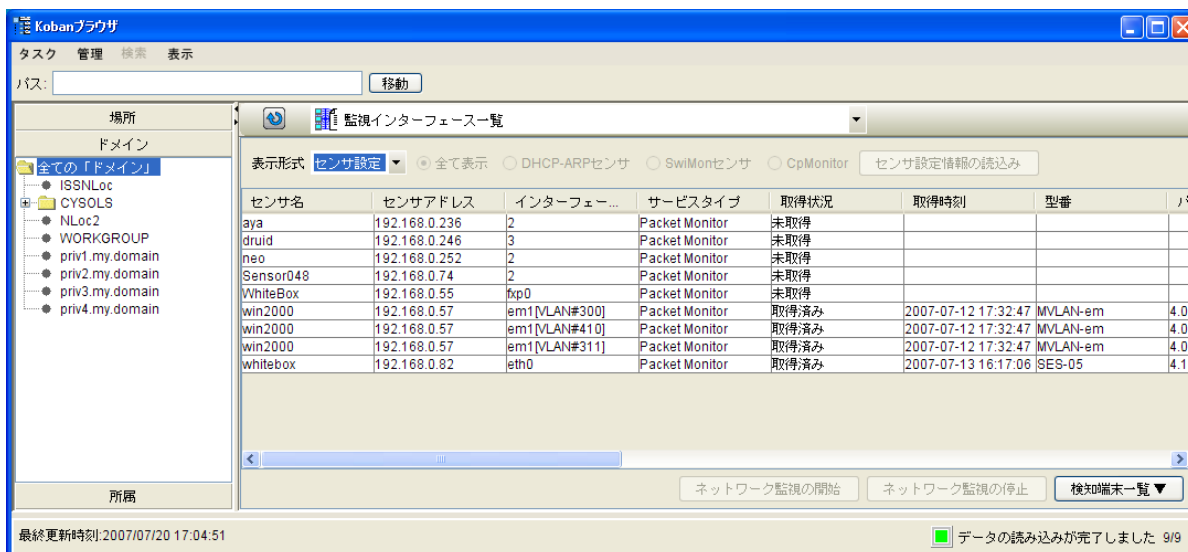 Kobanブラウザ
タスク 管理 検索 表示
パス: 移動
場所
ドメイン
全ての「ドメイン」
ISSNLoc
CYSOLS
NLoc2
WORKGROUP
priv1.my.domain
priv2.my.domain
priv3.my.domain
priv4.my.domain
所属
監視インターフェース一覧
表示形式 センサ設定 全て表示 DHCP-ARPセンサ SwiMonセンサ CpMonitor センサ設定情報の読込み
センサ名 センサアドレス インターフェー... サービスタイプ 取得状況 取得時刻 型番
aya 192.168.0.236 2 Packet Monitor 未取得
druid 192.168.0.246 3 Packet Monitor 未取得
neo 192.168.0.252 2 Packet Monitor 未取得
Sensor048 192.168.0.74 2 Packet Monitor 未取得
WhiteBox 192.168.0.55 fxp0 Packet Monitor 未取得
win2000 192.168.0.57 em1[VLAN#300] Packet Monitor 取得済み 2007-07-12 17:32:47 MVLAN-em 4.0
win2000 192.168.0.57 em1[VLAN#410] Packet Monitor 取得済み 2007-07-12 17:32:47 MVLAN-em 4.0
win2000 192.168.0.57 em1[VLAN#311] Packet Monitor 取得済み 2007-07-12 17:32:47 MVLAN-em 4.0
whitebox 192.168.0.82 eth0 Packet Monitor 取得済み 2007-07-13 16:17:06 SES-05 4.1
ネットワーク監視の開始 ネットワーク監視の停止 検知端末一覧▼
最終更新時刻:2007/07/20 17:04:51 データの読み込みが完了しました 9/9